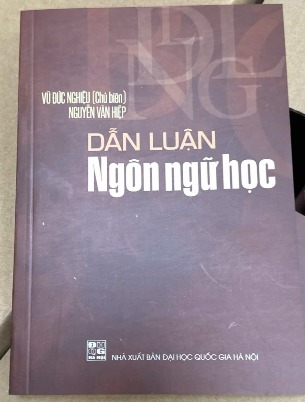 VŨ ĐỨC NGHIỆU (Chủ biên)
NGUYỄN VĂN HIỆP
DẪN LUẬN
Ngôn ngữ học
NHÀ XUẤT BẢN ĐẠI HỌC QUỐC GIA HÀ NỘI